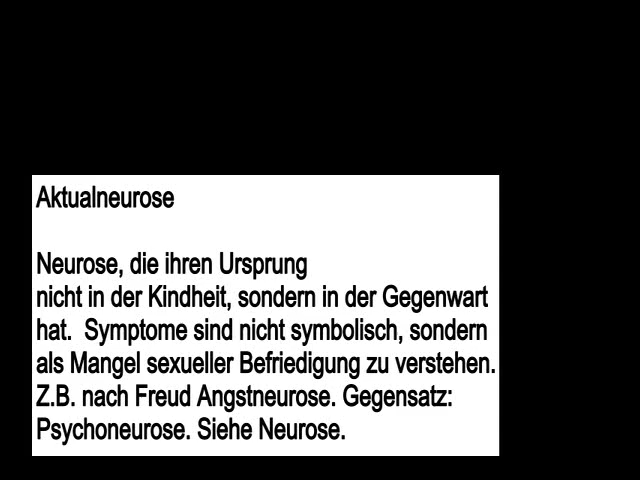 Aktualneurose
Neurose, die ihren Ursprung
nicht in der Kindheit, sondern in der Gegenwart
hat.  Symptome sind nicht symbolisch, sondern
als Mangel sexueller Befriedigung zu verstehen.
Z.B. nach Freud Angstneurose. Gegensatz:
Psychoneurose. Siehe Neurose.